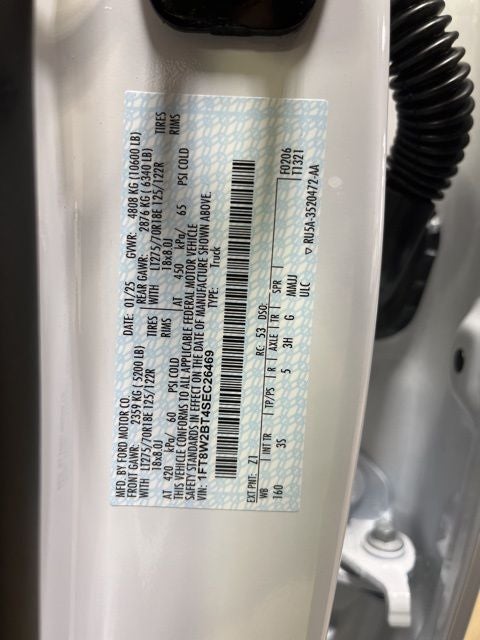 MFD. BY FORD MOTOR CO.
DATE: 01/25 GVWR: 4808 KG (10600 LB)
FRONT GAWR: 2359 KG (5200 LB)
REAR GAWR: 2876 KG (6340 LB)
WITH LT275/70R18E 125/122R TIRES
WITH LT275/70R18E 125/122R TIRES
18x8.0J RIMS
18x8.0J RIMS
AT 420 kPa/ 60 PSI COLD
AT 450 kPa/ 65 PSI COLD
THIS VEHICLE CONFORMS TO ALL APPLICABLE FEDERAL MOTOR VEHICLE
SAFETY STANDARDS IN EFFECT ON THE DATE OF MANUFACTURE SHOWN ABOVE.
VIN: 1FT8W2BT4SEC26469 TYPE: Truck
F0206
T1321
EXT PNT: Z1 RC: 53 DSO:
WB INT TR TP/PS R AXLE TR SPR
160 3S 5 3H G MMJJ
ULC
▽ RU5A-3520472-AA